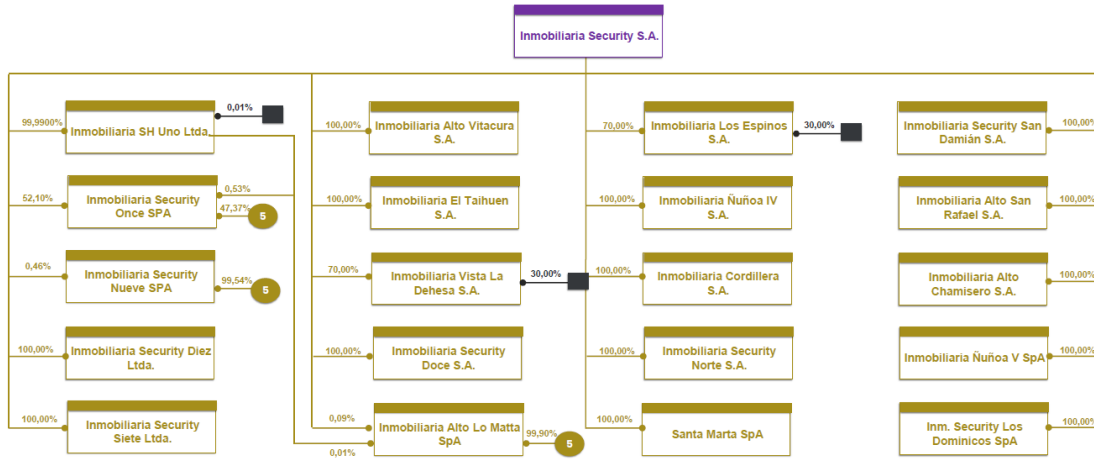 Inmobiliaria Security S.A.
99,9900%
Inmobiliaria SH Uno Ltda.
0,01%
100,00%
Inmobiliaria Alto Vitacura
S.A.
70,00%
Inmobiliaria Los Espinos
S.A.
30,00%
Inmobiliaria Security San
Damián S.A.
100,00%
52,10%
Inmobiliaria Security
Once SPA
0,53%
47,37%
5
100,00%
Inmobiliaria El Taihuen
S.A.
100,00%
Inmobiliaria Ñuñoa IV
S.A.
Inmobiliaria Alto San
Rafael S.A.
100,00%
0,46%
Inmobiliaria Security
Nueve SPA
99,54%
5
70,00%
Inmobiliaria Vista La
Dehesa S.A.
30,00%
100,00%
Inmobiliaria Cordillera
S.A.
Inmobiliaria Alto
Chamisero S.A.
100,00%
100,00%
Inmobiliaria Security Diez
Ltda.
100,00%
Inmobiliaria Security
Doce S.A.
100,00%
Inmobiliaria Security
Norte S.A.
Inmobiliaria Ñuñoa V SpA
100,00%
100,00%
Inmobiliaria Security
Siete Ltda.
0,09%
0,01%
Inmobiliaria Alto Lo Matta
SpA
99,90%
5
100,00%
Santa Marta SpA
Inm. Security Los
Dominicos SpA
100,00%